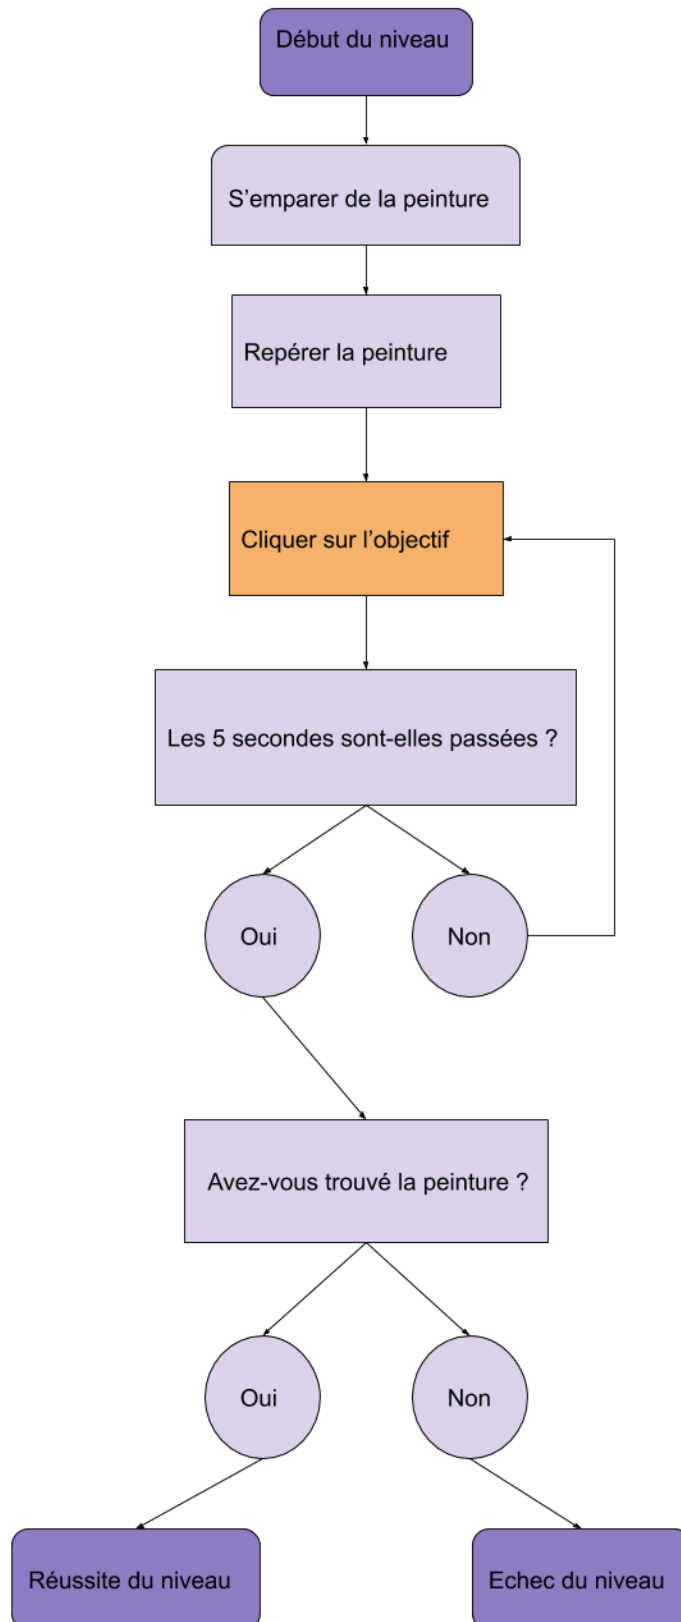 Début du niveau
S'emparer de la peinture
Repérer la peinture
Cliquer sur l'objectif
Les 5 secondes sont-elles passées ?
Oui
Non
Avez-vous trouvé la peinture ?
Oui
Non
Réussite du niveau
Echec du niveau